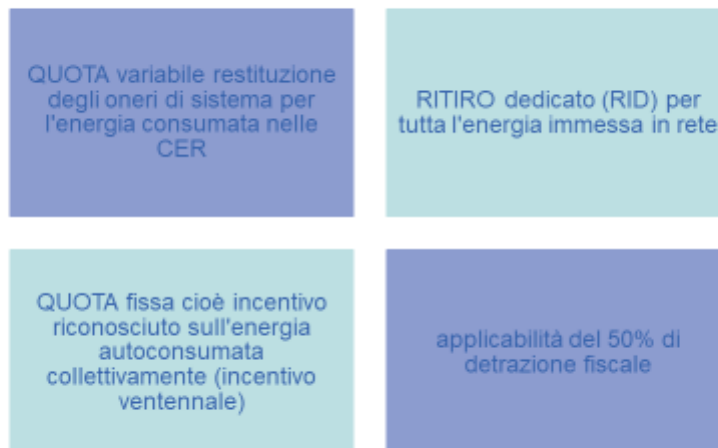 QUOTA variabile restituzione
degli oneri di sistema per
l'energia consumata nelle
CER
RITIRO dedicato (RID) per
tutta l'energia immessa in rete
QUOTA fissa cioè incentivo
riconosciuto sull'energia
autoconsumata
collettivamente (incentivo
ventennale)
applicabilità del 50% di
detrazione fiscale